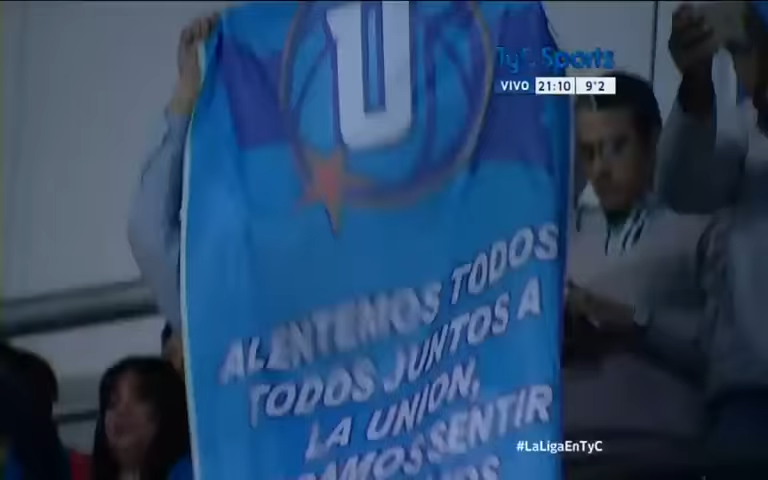 U
TyC Sports
VIVO 21:10 9°2
ALENTEMOS TODOS
TODOS JUNTOS A
LA UNION,
SENTIR
#LaLigaEnTyC